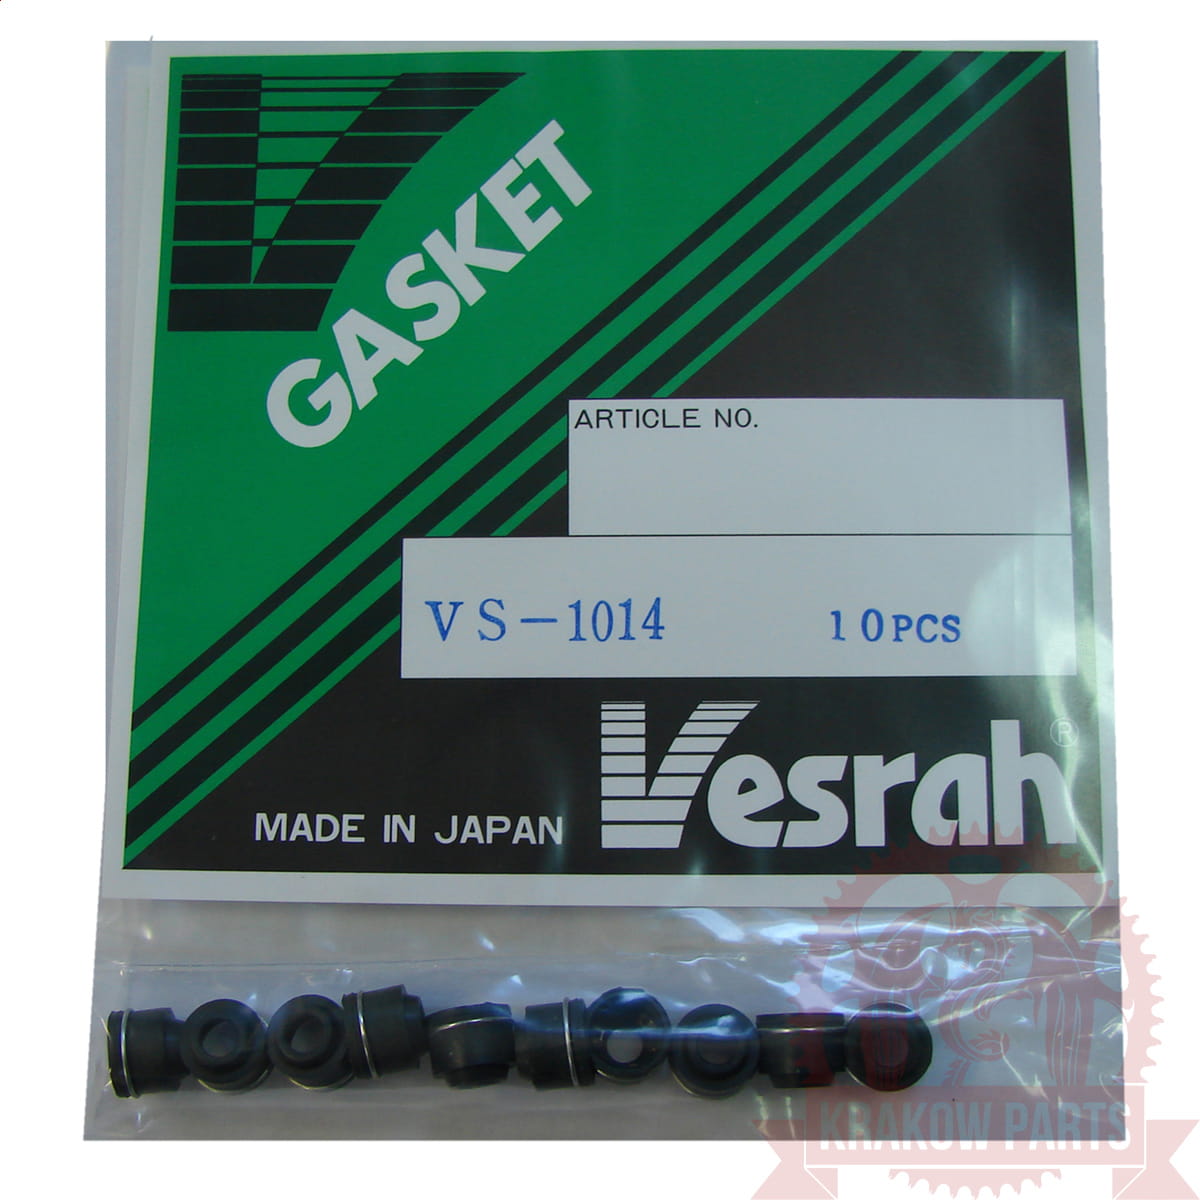 GASKET
ARTICLE NO.
VS-1014 10PCS
Vesrah®
MADE IN JAPAN
KRAKOW PARTS